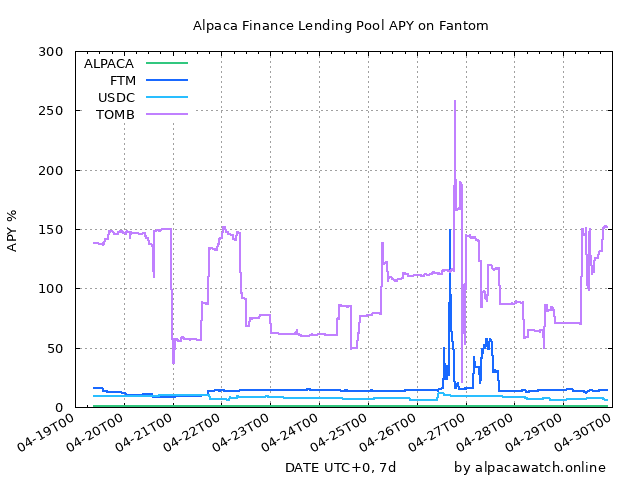 Alpaca Finance Lending Pool APY on Fantom
300
250
200
150
100
50
0
APY %
ALPACA
FTM
USDC
TOMB
04-19T00
04-20T00
04-21T00
04-22T00
04-23T00
04-24T00
04-25T00
04-26T00
04-27T00
04-28T00
04-29T00
04-30T00
DATE UTC+0, 7d
by alpacawatch.online